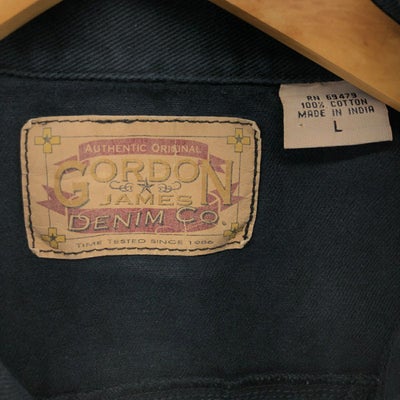 AUTHENTIC ORIGINAL
GORDON
JAMES
DENIM CO.
TIME TESTED SINCE 1986
RN 69479
100% COTTON
MADE IN INDIA
L